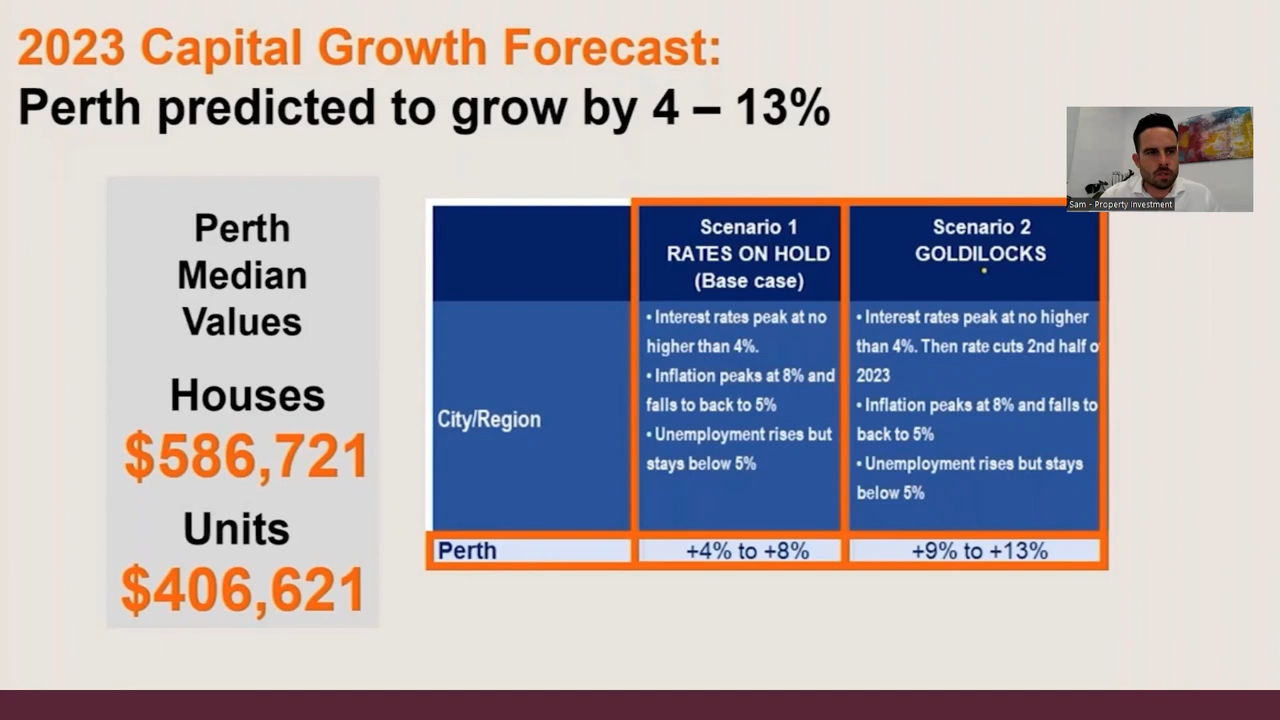 2023 Capital Growth Forecast:
Perth predicted to grow by 4 – 13%
Sam - Property Investment
Perth
Median
Values
Houses
$586,721
Units
$406,621
Scenario 1
RATES ON HOLD
(Base case)
Scenario 2
GOLDILOCKS
City/Region
• Interest rates peak at no
higher than 4%.
• Inflation peaks at 8% and
falls to back to 5%
• Unemployment rises but
stays below 5%
• Interest rates peak at no higher
than 4%. Then rate cuts 2nd half o
2023
• Inflation peaks at 8% and falls to
back to 5%
• Unemployment rises but stays
below 5%
Perth
+4% to +8%
+9% to +13%